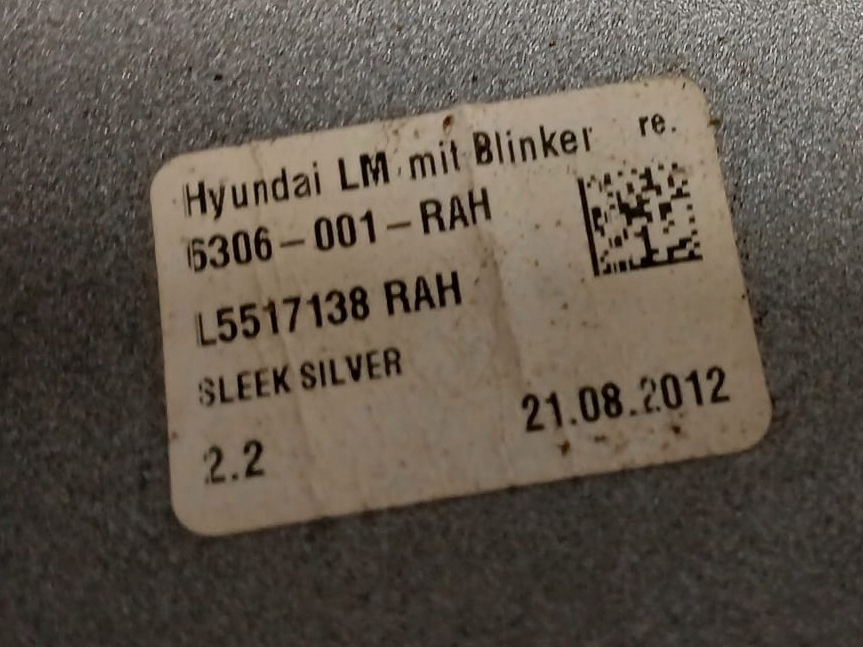 Hyundai LM mit Blinker re.
6306-001-RAH
L5517138 RAH
SLEEK SILVER
2.2 21.08.2012